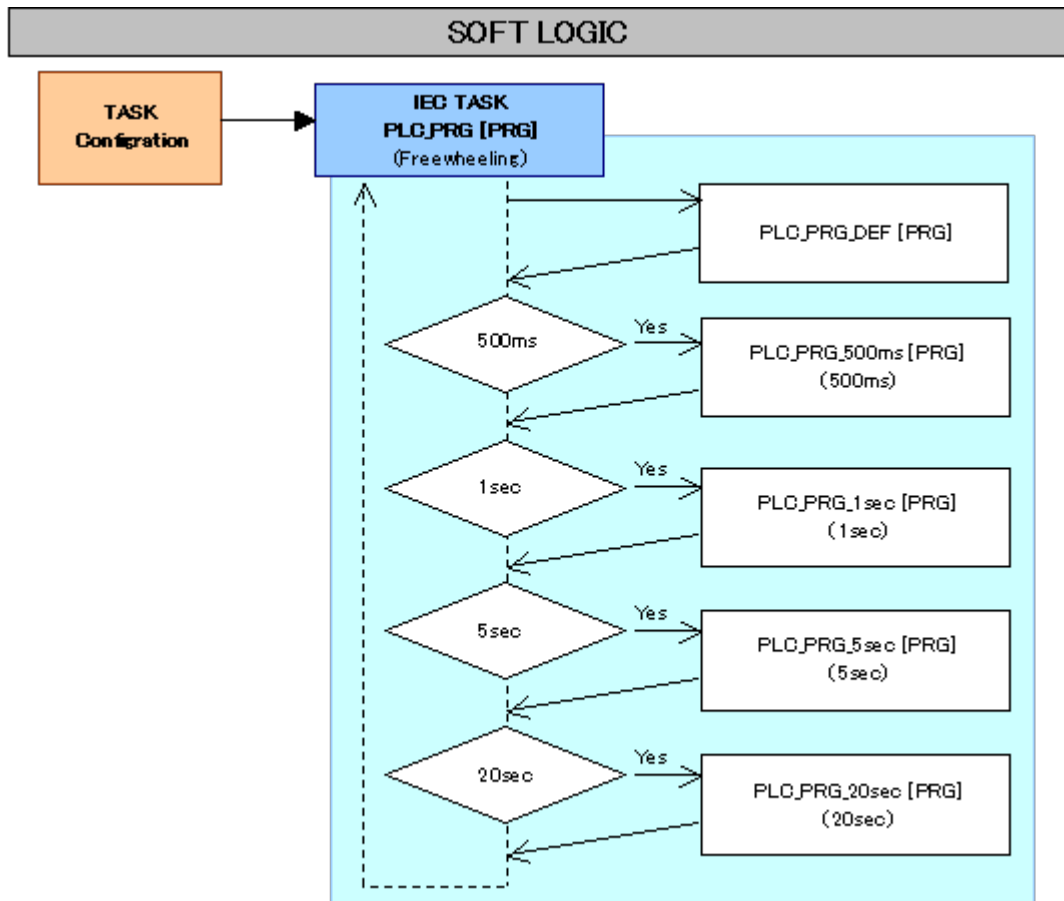 SOFT LOGIC
TASK
Configration
IEC TASK
PLC_PRG [PRG]
(Freewheeling)
PLC_PRG_DEF [PRG]
500ms
Yes
PLC_PRG_500ms [PRG]
(500ms)
1sec
Yes
PLC_PRG_1sec [PRG]
(1sec)
5sec
Yes
PLC_PRG_5sec [PRG]
(5sec)
20sec
Yes
PLC_PRG_20sec [PRG]
(20sec)